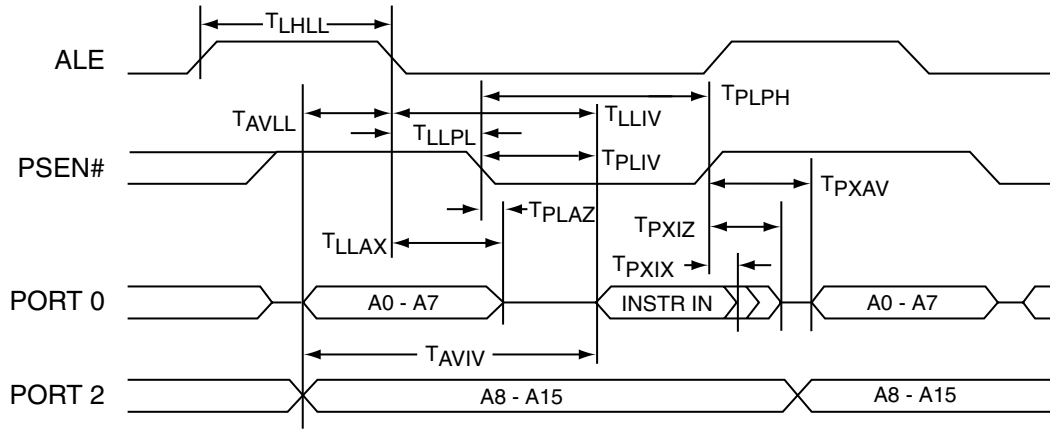 TLHLL
ALE
TPLPH
TAVLL
TLLIV
TLLPL
PSEN#
TPLIV
TPXAV
TPLAZ
TLLAX
TPXIZ
TPXIX
PORT 0
A0 - A7
INSTR IN
A0 - A7
TAVIV
PORT 2
A8 - A15
A8 - A15